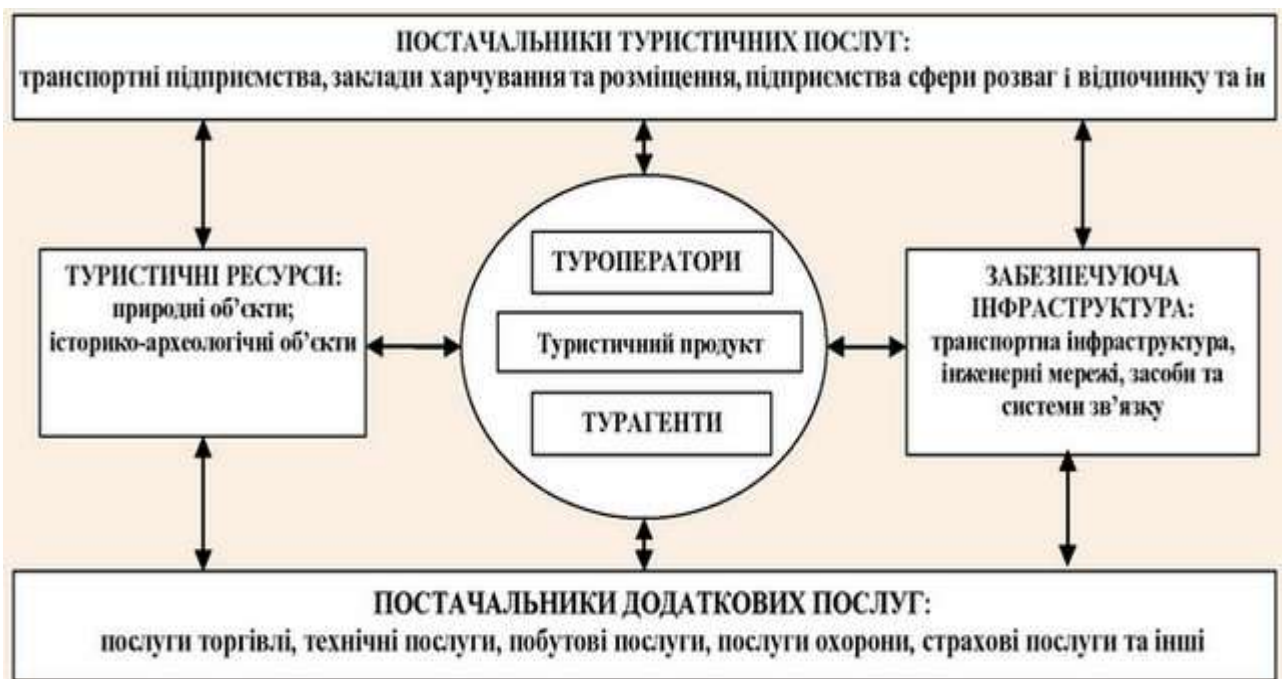 ПОСТАЧАЛЬНИКИ ТУРИСТИЧНИХ ПОСЛУГ:
транспортні підприємства, заклади харчування та розміщення, підприємства сфери розваг і відпочинку та ін
ТУРИСТИЧНІ РЕСУРСИ:
природні об’єкти;
історико-археологічні об’єкти
ТУРОПЕРАТОРИ
Туристичний продукт
ТУРАГЕНТИ
ЗАБЕЗПЕЧУЮЧА
ІНФРАСТРУКТУРА:
транспортна інфраструктура,
інженерні мережі, засоби та
системи зв’язку
ПОСТАЧАЛЬНИКИ ДОДАТКОВИХ ПОСЛУГ:
послуги торгівлі, технічні послуги, побутові послуги, послуги охорони, страхові послуги та інші